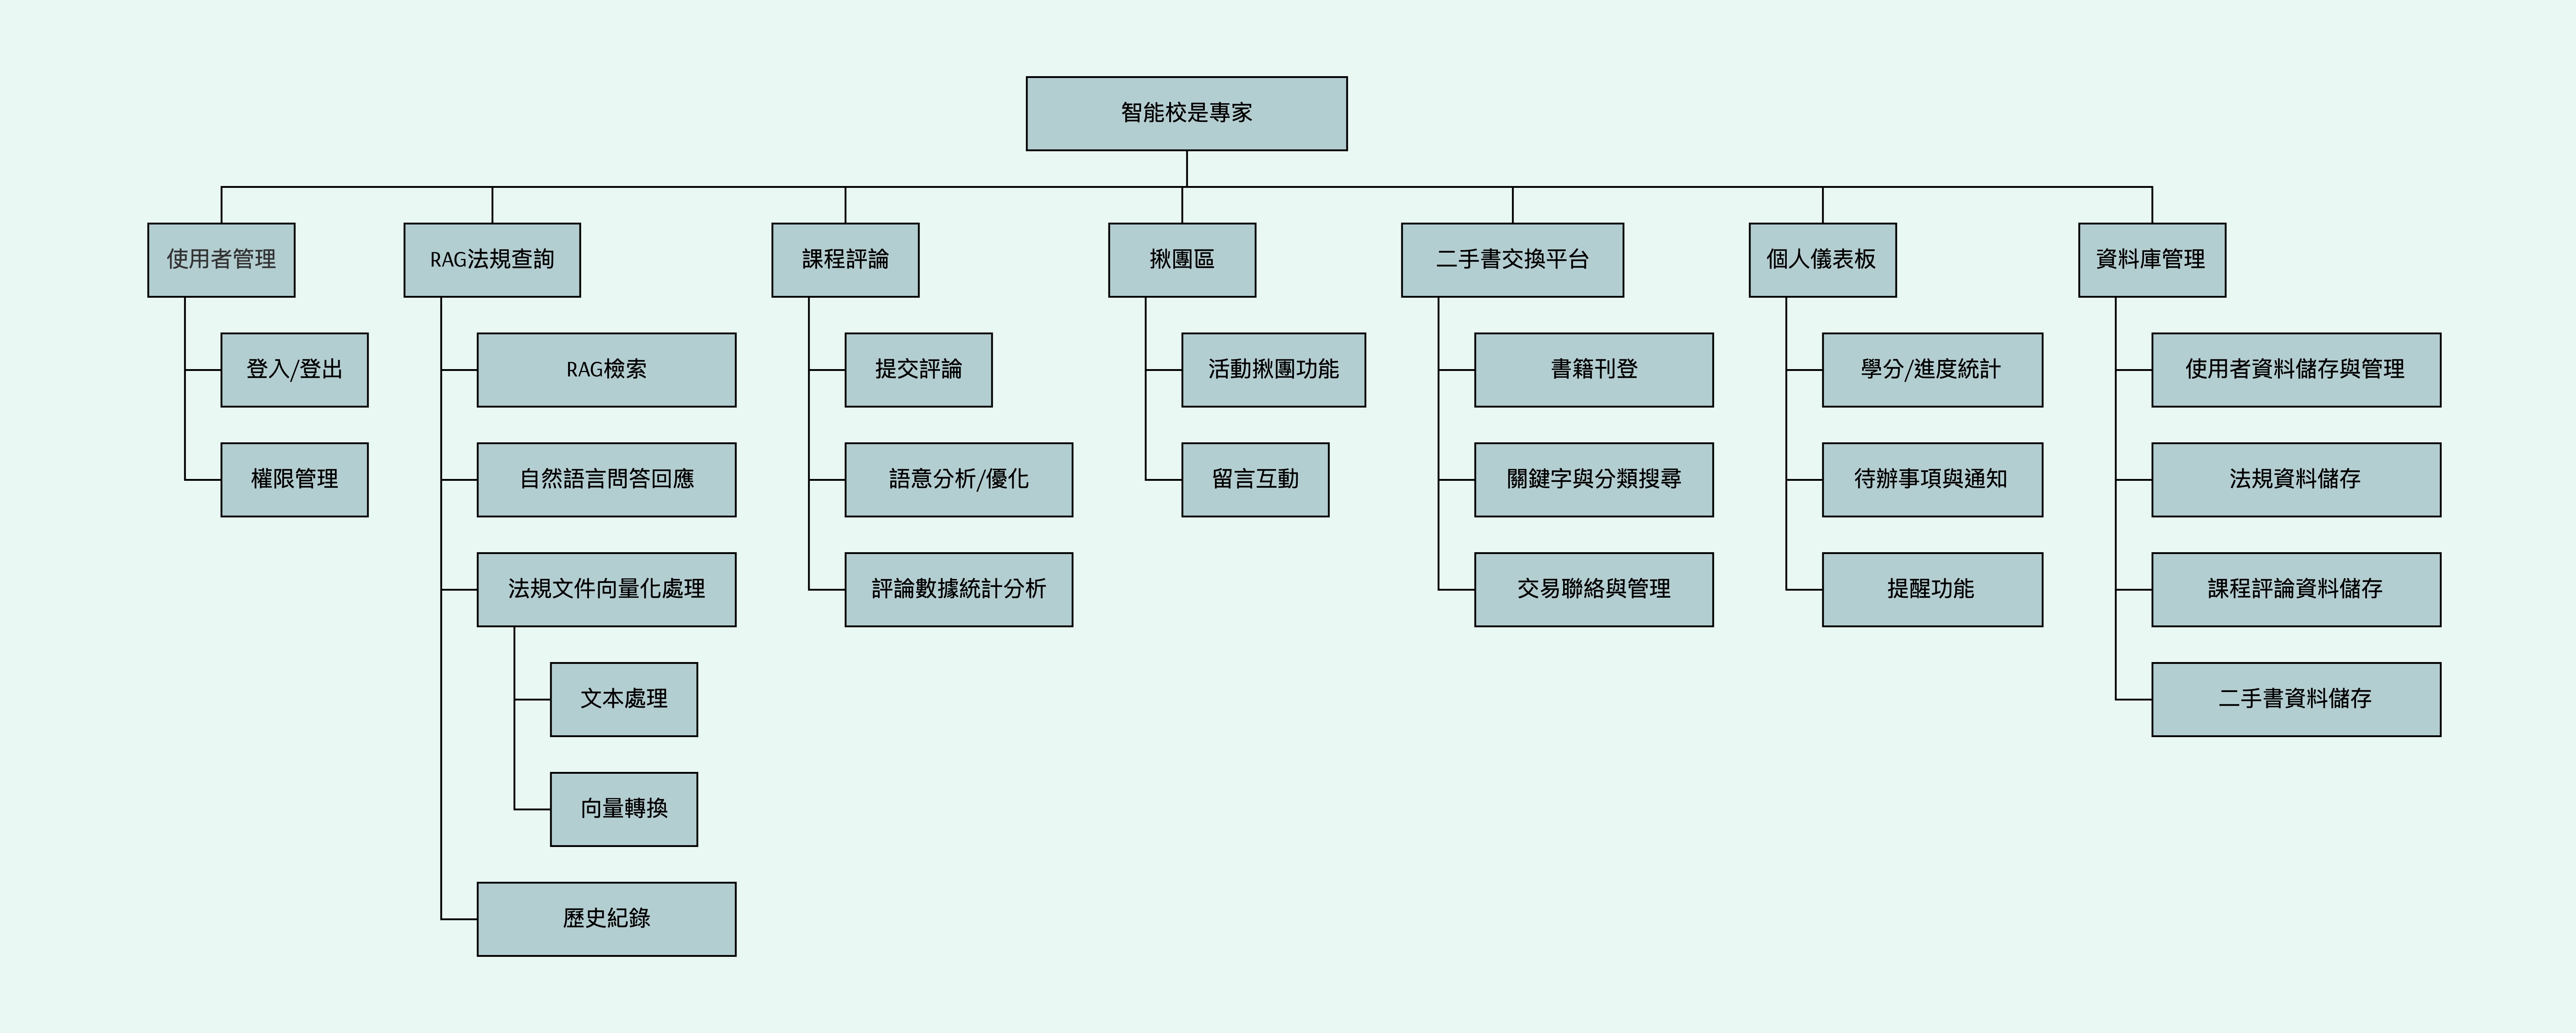 智能校是專家
使用者管理
登入/登出
權限管理
RAG法規查詢
RAG檢索
自然語言問答回應
法規文件向量化處理
文本處理
向量轉換
歷史紀錄
課程評論
提交評論
語意分析/優化
評論數據統計分析
揪團區
活動揪團功能
留言互動
二手書交換平台
書籍刊登
關鍵字與分類搜尋
交易聯絡與管理
個人儀表板
學分/進度統計
待辦事項與通知
提醒功能
資料庫管理
使用者資料儲存與管理
法規資料儲存
課程評論資料儲存
二手書資料儲存